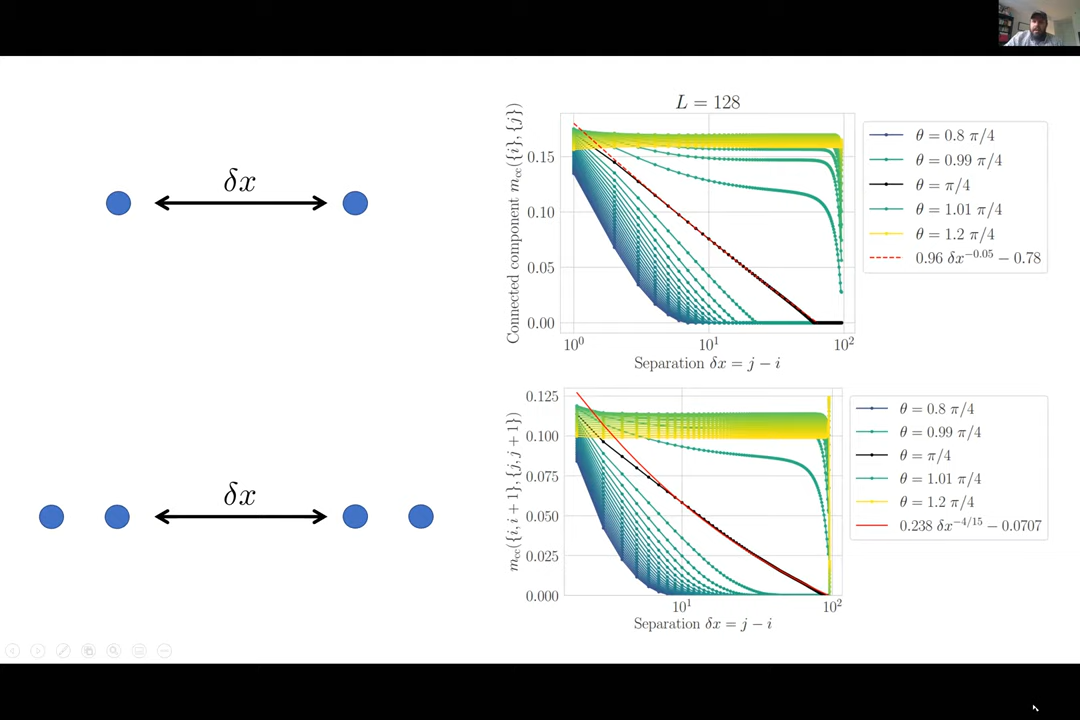 δx
δx
L = 128
Connected component m_cc({i}, {j})
0.15
0.10
0.05
0.00
10^0
10^1
10^2
Separation δx = j − i
θ = 0.8 π/4
θ = 0.99 π/4
θ = π/4
θ = 1.01 π/4
θ = 1.2 π/4
0.96 δx^−0.05 − 0.78
m_cc({i, i + 1}, {j, j + 1})
0.125
0.100
0.075
0.050
0.025
0.000
10^1
10^2
Separation δx = j − i
θ = 0.8 π/4
θ = 0.99 π/4
θ = π/4
θ = 1.01 π/4
θ = 1.2 π/4
0.238 δx^−4/15 − 0.0707